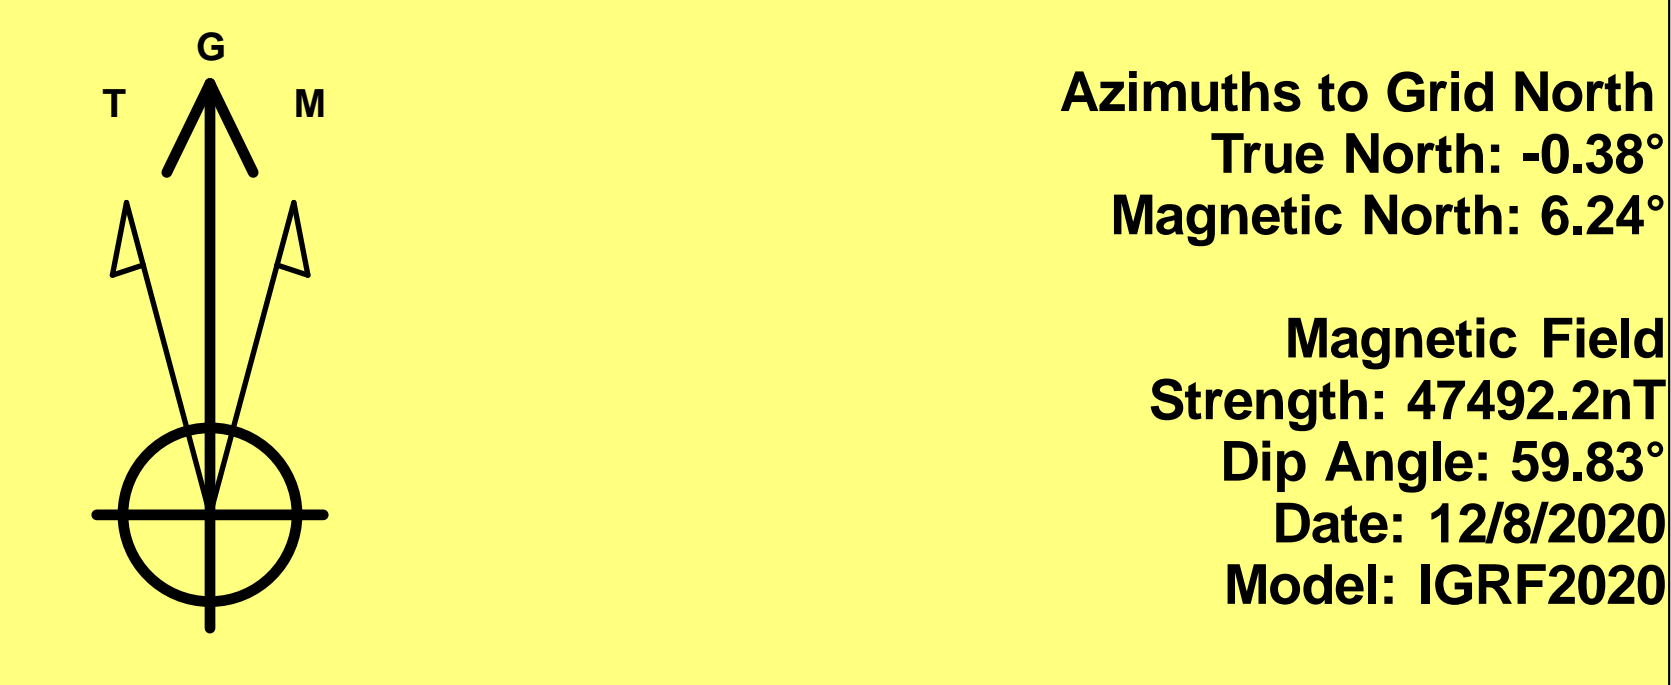 G
T
M
Azimuths to Grid North
True North: -0.38°
Magnetic North: 6.24°
Magnetic Field
Strength: 47492.2nT
Dip Angle: 59.83°
Date: 12/8/2020
Model: IGRF2020